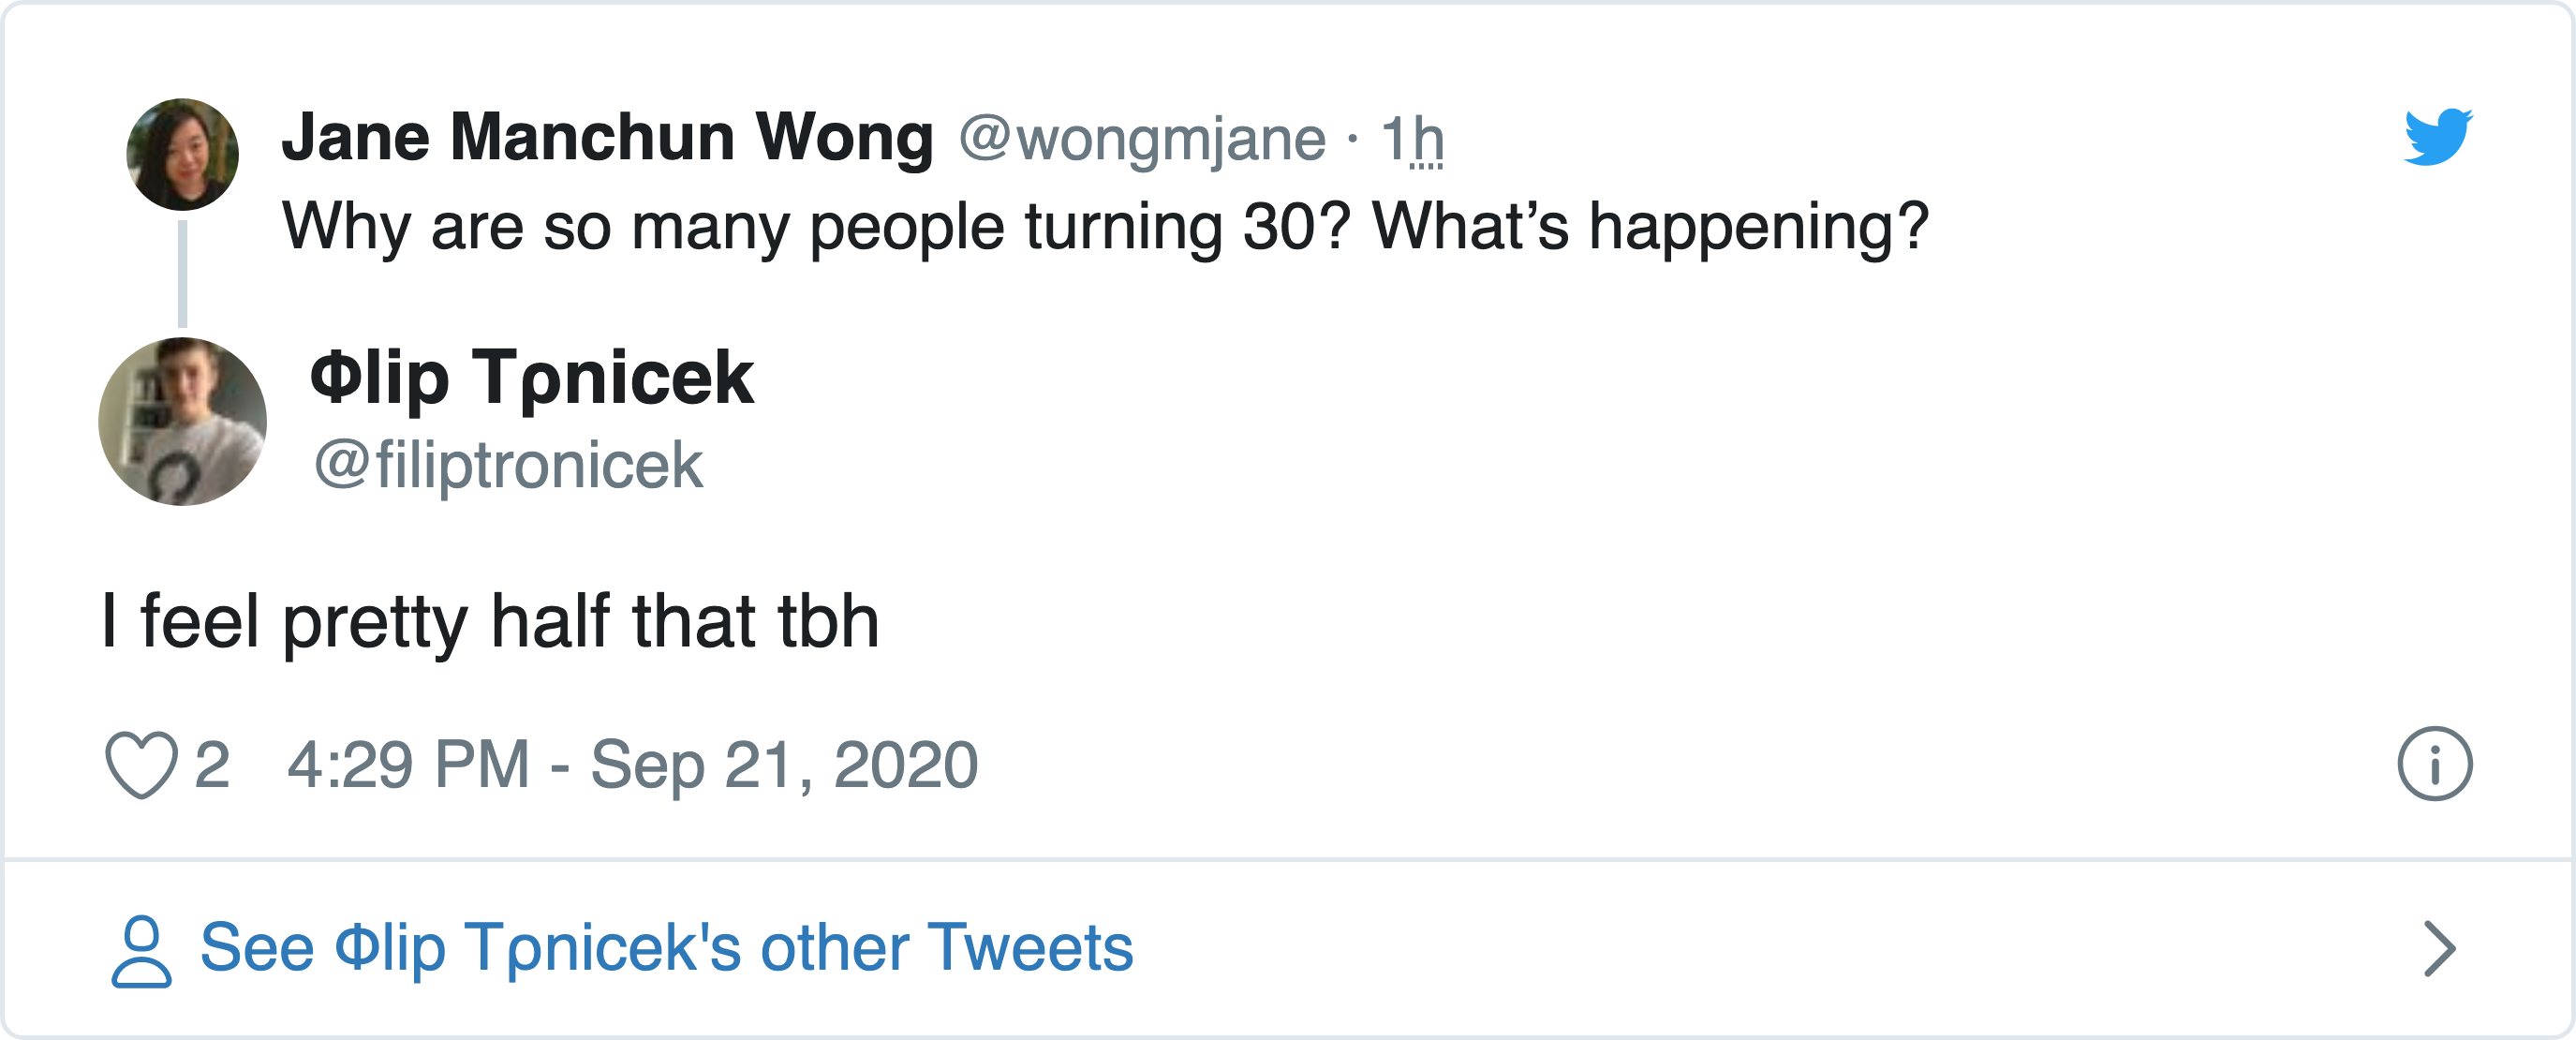 Jane Manchun Wong @wongmjane · 1h
Why are so many people turning 30? What’s happening?
Φlip Tρnicek
@filiptronicek
I feel pretty half that tbh
2 4:29 PM - Sep 21, 2020
See Φlip Tρnicek's other Tweets